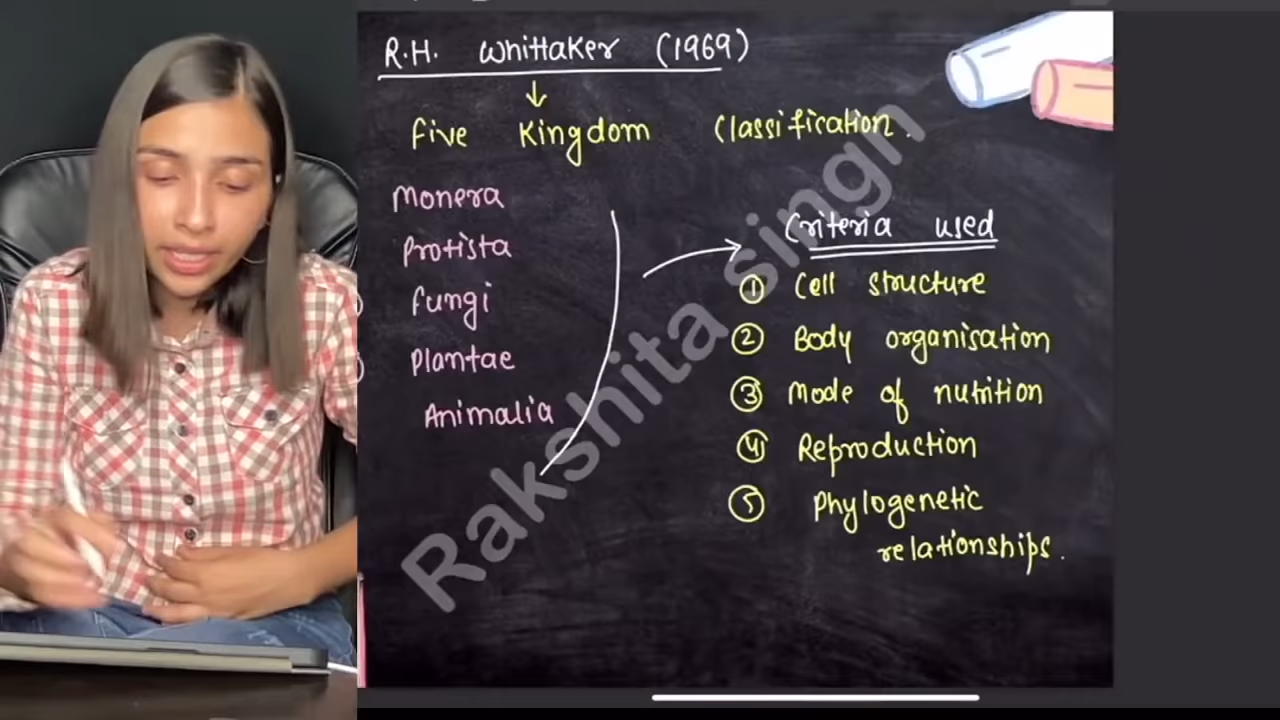 R.H. Whittaker (1969)
↓
Five Kingdom Classification.
Monera
Protista
Fungi
Plantae
Animalia
Criteria used
① Cell structure
② Body organisation
③ Mode of nutrition
④ Reproduction
⑤ Phylogenetic
relationships.
Rakshita singh